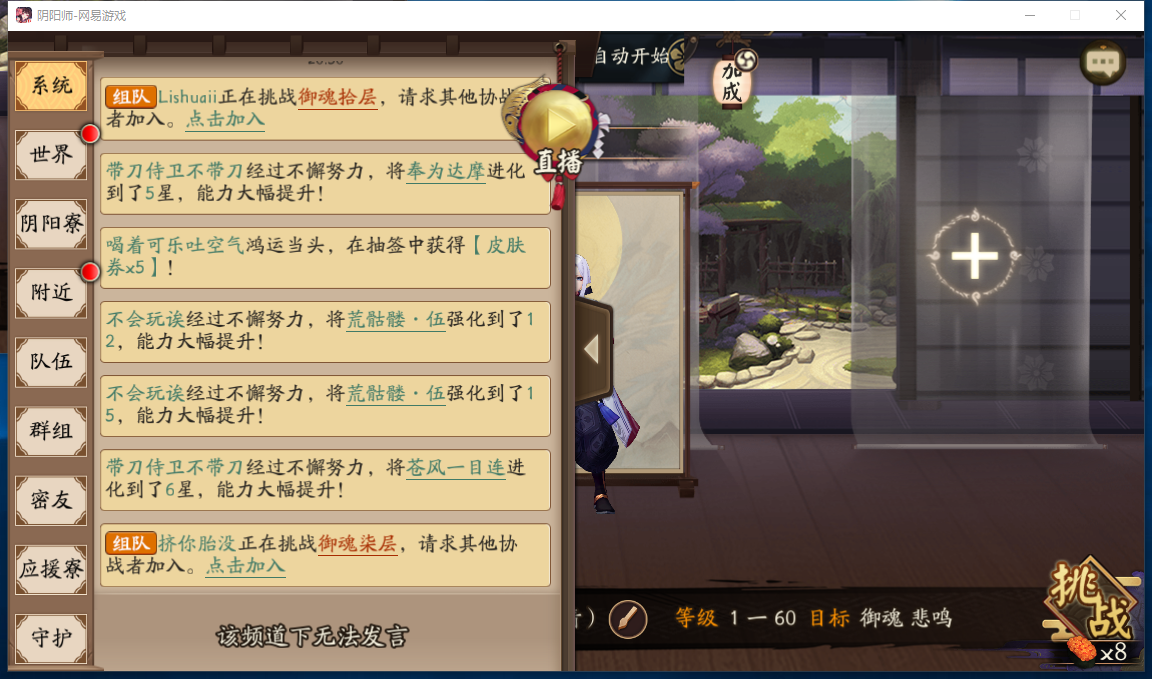 阴阳师-网易游戏
系统
世界
阴阳寮
附近
队伍
群组
密友
应援寮
守护
组队 Lishuaii正在挑战御魂拾层，请求其他协战
者加入。点击加入
带刀侍卫不带刀经过不懈努力，将奉为达摩进化
到了5星，能力大幅提升！
喝着可乐吐空气鸿运当头，在抽签中获得【皮肤
券x5】！
不会玩诶经过不懈努力，将荒骷髅·伍强化到了1
2，能力大幅提升！
不会玩诶经过不懈努力，将荒骷髅·伍强化到了1
5，能力大幅提升！
带刀侍卫不带刀经过不懈努力，将苍风一目连进
化到了6星，能力大幅提升！
组队 挤你胎没正在挑战御魂柒层，请求其他协
战者加入。点击加入
该频道下无法发言
直播
自动开始
加成
等级 1 一 60 目标 御魂 悲鸣
挑战
x8